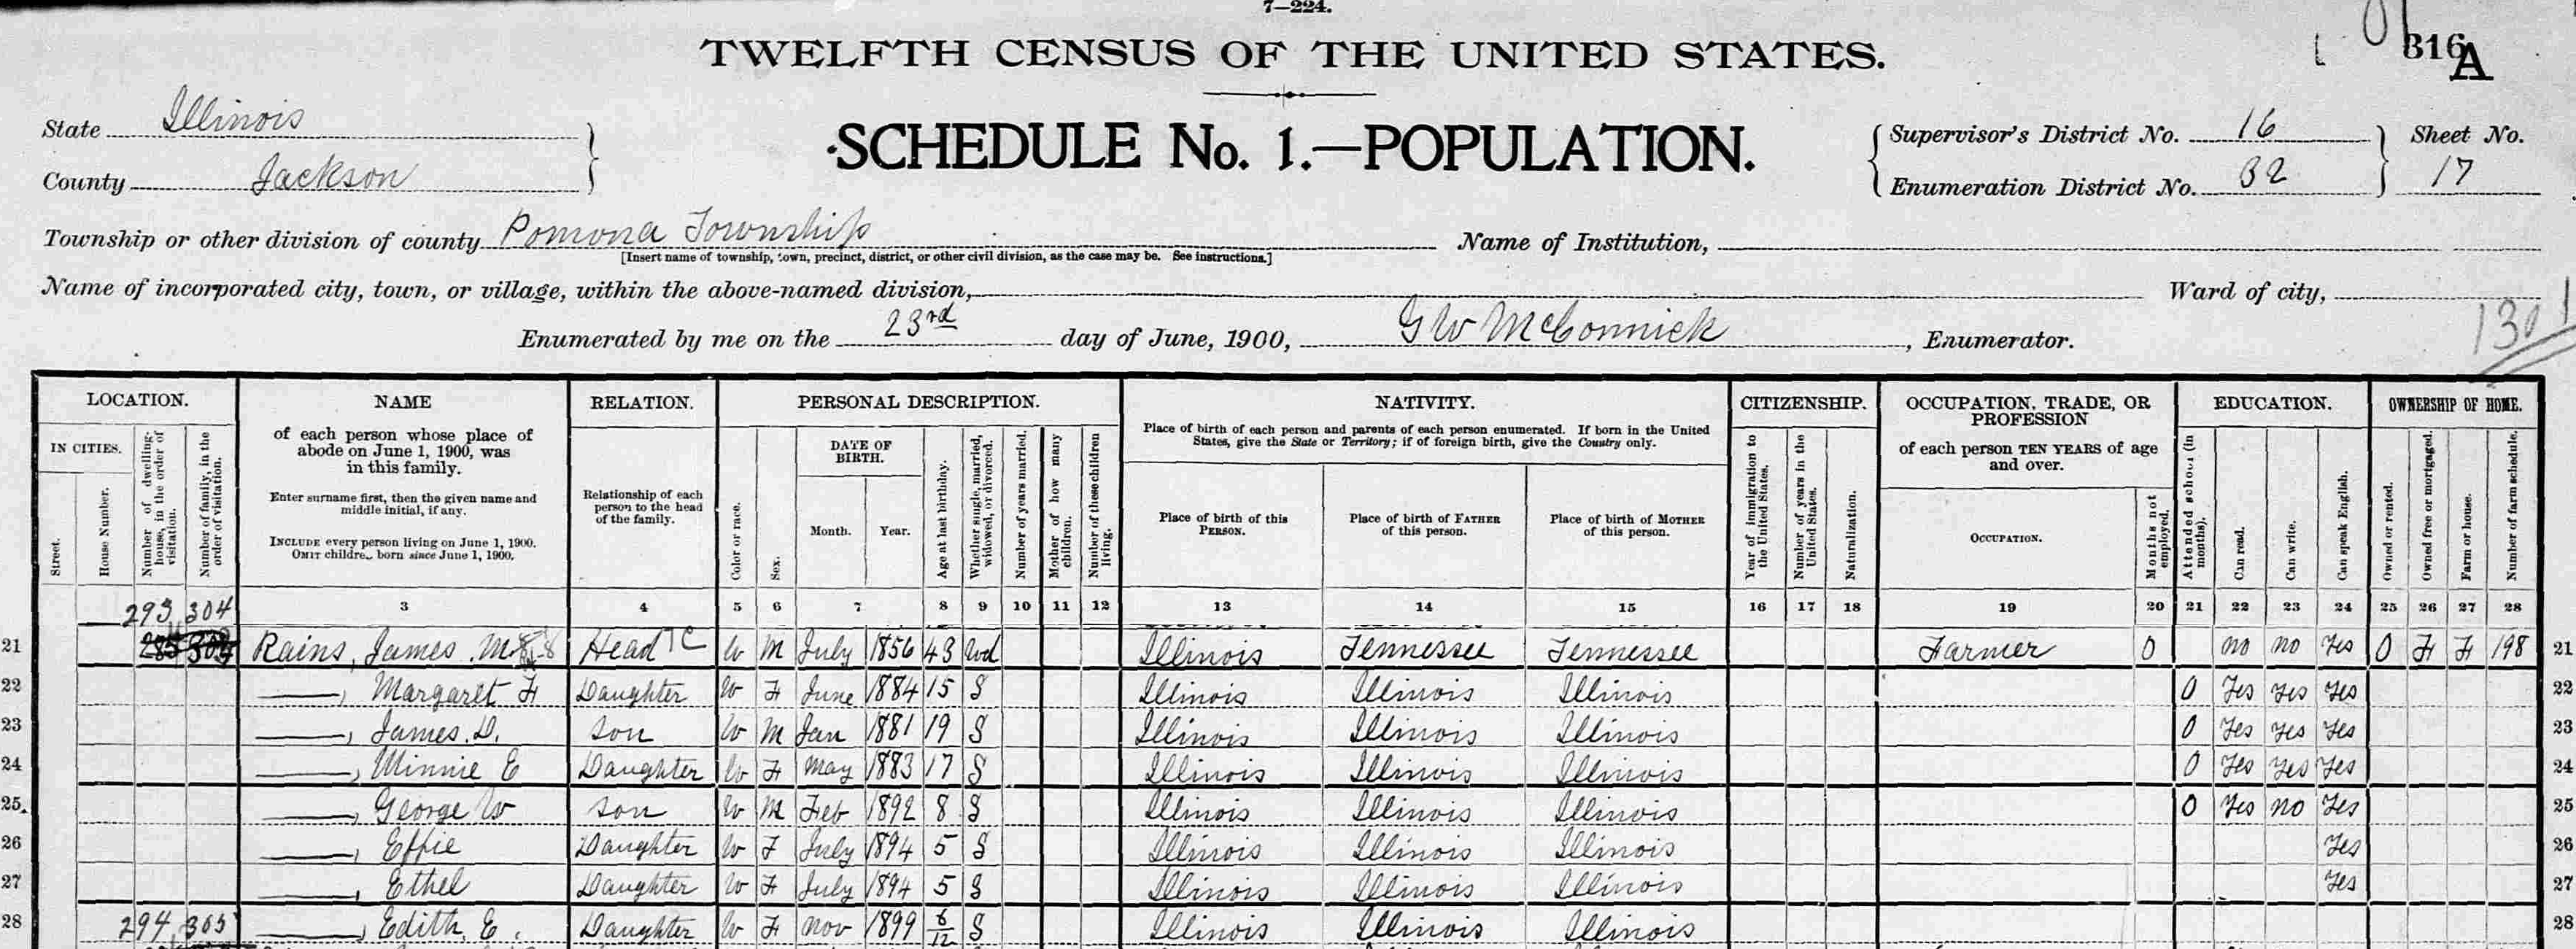 7—224.
316 A
TWELFTH CENSUS OF THE UNITED STATES.
State Illinois
County Jackson
SCHEDULE No. 1.—POPULATION.
Supervisor's District No. 16
Enumeration District No. 32
Sheet No.
17
Township or other division of county Pomona Township
Name of Institution,
[Insert name of township, town, precinct, district, or other civil division, as the case may be. See instructions.]
Name of incorporated city, town, or village, within the above-named division,
Ward of city,
1301
Enumerated by me on the 23rd day of June, 1900, G W McConnick, Enumerator.
LOCATION. NAME RELATION. PERSONAL DESCRIPTION. NATIVITY. CITIZENSHIP. OCCUPATION, TRADE, OR PROFESSION EDUCATION. OWNERSHIP OF HOME.
IN CITIES.
Street.
House Number.
Number of dwelling-house, in the order of visitation.
Number of family, in the order of visitation.
of each person whose place of abode on June 1, 1900, was in this family.
Enter surname first, then the given name and middle initial, if any.
INCLUDE every person living on June 1, 1900.
OMIT children born since June 1, 1900.
Relationship of each person to the head of the family.
Color or race.
Sex.
DATE OF BIRTH.
Month.
Year.
Age at last birthday.
Whether single, married, widowed, or divorced.
Number of years married.
Mother of how many children.
Number of these children living.
Place of birth of each person and parents of each person enumerated. If born in the United States, give the State or Territory; if of foreign birth, give the Country only.
Place of birth of this PERSON.
Place of birth of FATHER of this person.
Place of birth of MOTHER of this person.
Year of immigration to the United States.
Number of years in the United States.
Naturalization.
of each person TEN YEARS of age and over.
OCCUPATION.
Months not employed.
Attended school (in months).
Can read.
Can write.
Can speak English.
Owned or rented.
Owned free or mortgaged.
Farm or house.
Number of farm schedule.
3 4 5 6 7 8 9 10 11 12 13 14 15 16 17 18 19 20 21 22 23 24 25 26 27 28
293 304
21 Rains, James M Head W M July 1856 43 Wd Illinois Tennessee Tennessee Farmer 0 no no Yes O F F 198 21
22 ——, Margaret F Daughter W F June 1884 15 S Illinois Illinois Illinois 0 Yes Yes Yes 22
23 ——, James D. son W M Jan 1881 19 S Illinois Illinois Illinois 0 Yes Yes Yes 23
24 ——, Minnie E Daughter W F May 1883 17 S Illinois Illinois Illinois 0 Yes Yes Yes 24
25 ——, George W son W M Feb 1892 8 S Illinois Illinois Illinois 0 Yes no Yes 25
26 ——, Effie Daughter W F July 1894 5 S Illinois Illinois Illinois Yes 26
27 ——, Ethel Daughter W F July 1894 5 S Illinois Illinois Illinois Yes 27
28 294 305 ——, Edith, E. Daughter W F Nov 1899 6/12 S Illinois Illinois Illinois 28